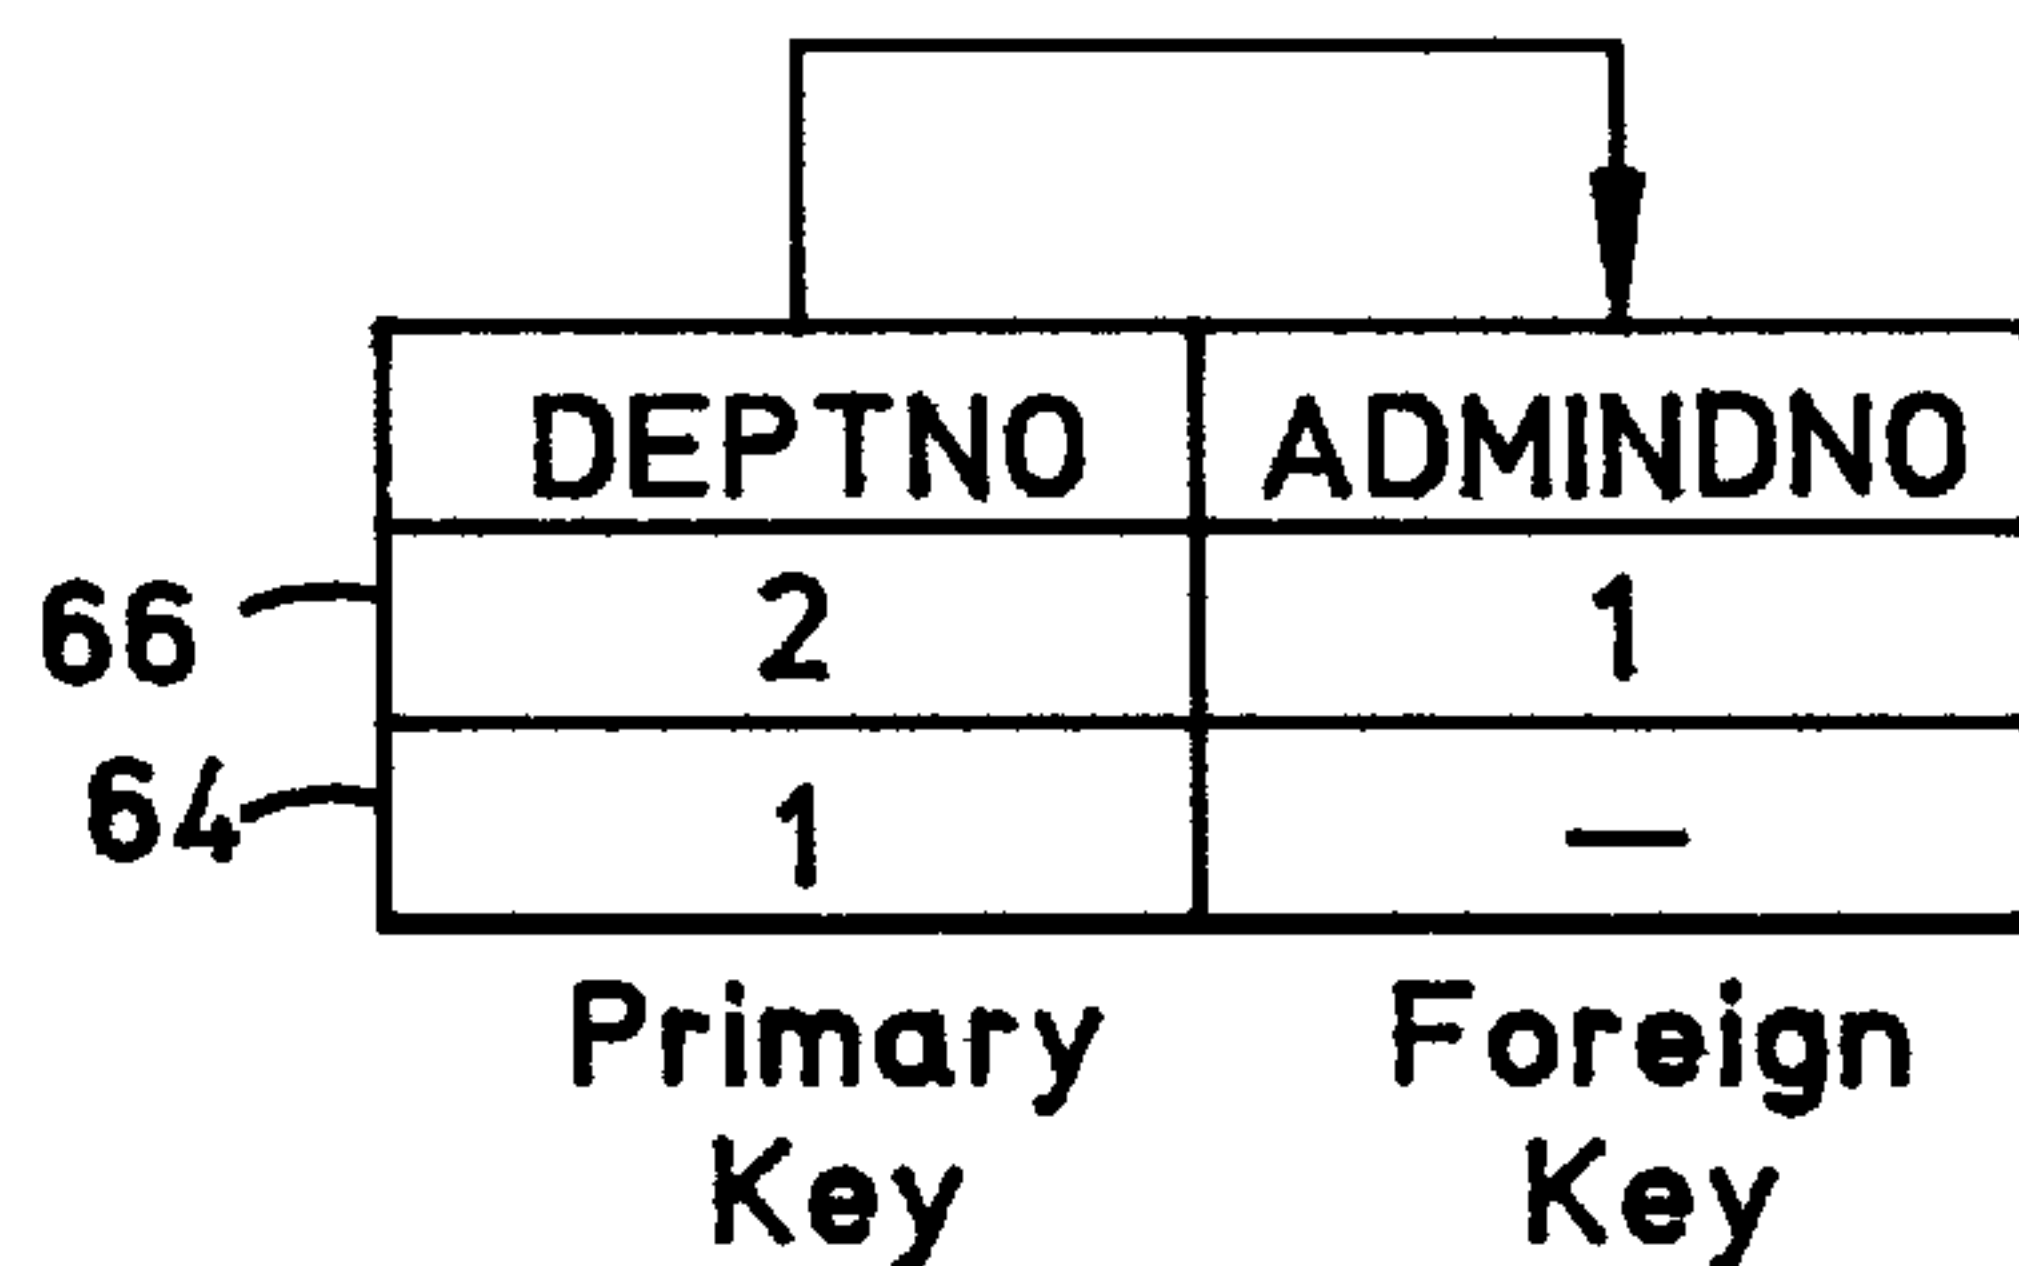 DEPTNO ADMINDNO
66 2 1
64 1 —
Primary Foreign
Key Key